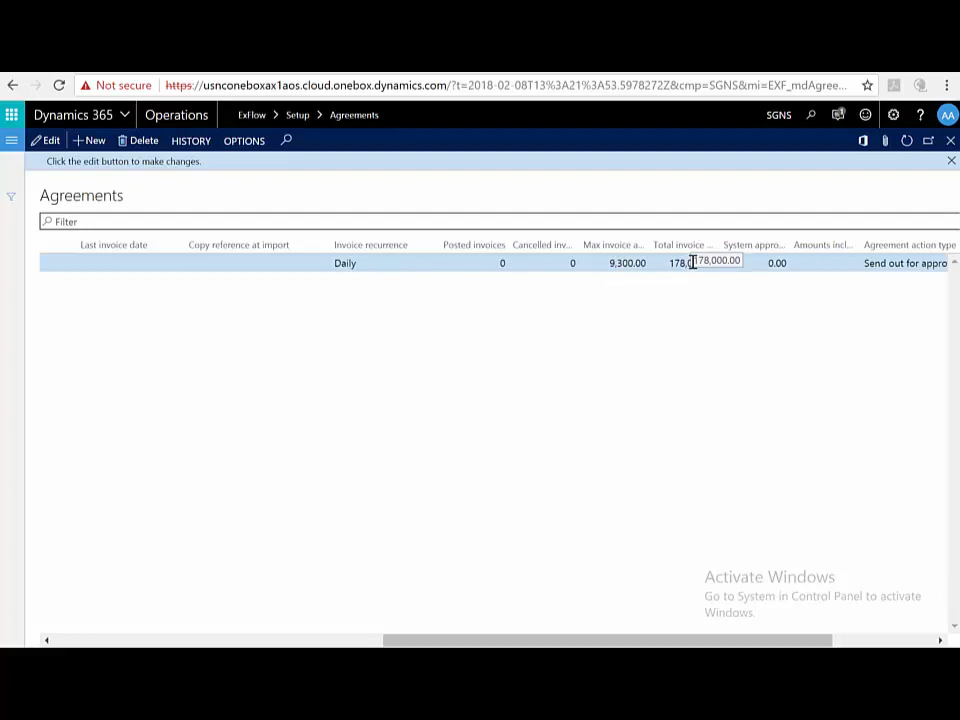 Not secure | https://usnconeboxax1aos.cloud.onebox.dynamics.com/?t=2018-02-08T13%3A21%3A53.5978272Z&cmp=SGNS&mi=EXF_mdAgree...
Dynamics 365 Operations ExFlow > Setup > Agreements SGNS ? AA
Edit + New Delete HISTORY OPTIONS
Click the edit button to make changes.
Agreements
Filter
Last invoice date Copy reference at import Invoice recurrence Posted invoices Cancelled inv... Max invoice a... Total invoice ... System appro... Amounts incl... Agreement action type
Daily 0 0 9,300.00 178,000.00 0.00 Send out for appro
Activate Windows
Go to System in Control Panel to activate
Windows.